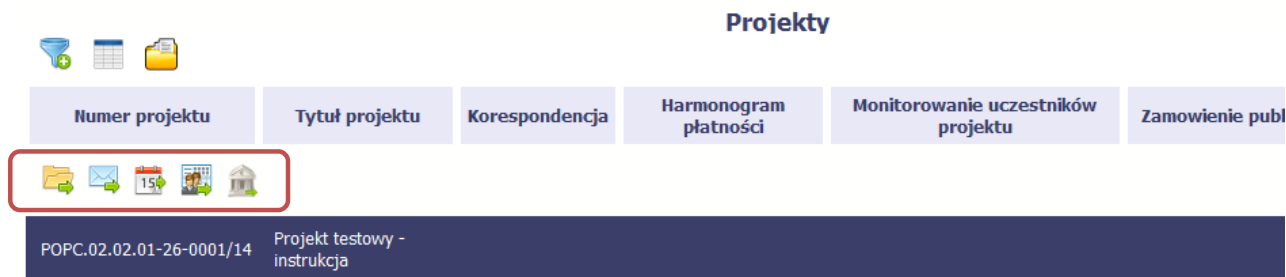 Projekty
Numer projektu
Tytuł projektu
Korespondencja
Harmonogram
płatności
Monitorowanie uczestników
projektu
Zamowienie publ
15
POPC.02.02.01-26-0001/14
Projekt testowy -
instrukcja